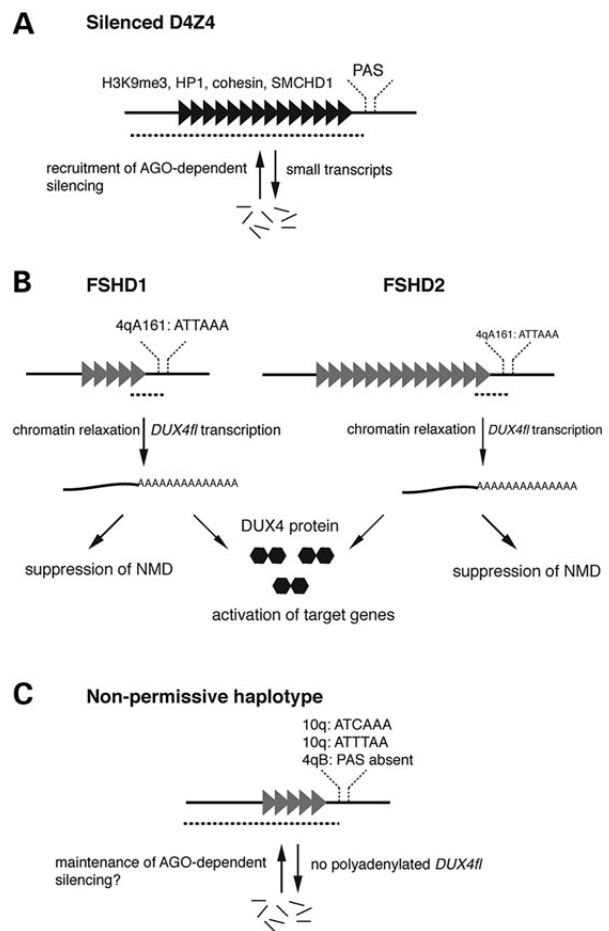 A Silenced D4Z4
H3K9me3, HP1, cohesin, SMCHD1
PAS
recruitment of AGO-dependent
silencing
small transcripts
B FSHD1
FSHD2
4qA161: ATTAAA
4qA161: ATTAAA
chromatin relaxation
DUX4fl transcription
chromatin relaxation
DUX4fl transcription
AAAAAAAAAAAAAA
AAAAAAAAAAAAAA
DUX4 protein
suppression of NMD
suppression of NMD
activation of target genes
C Non-permissive haplotype
10q: ATCAAA
10q: ATTTAA
4qB: PAS absent
maintenance of AGO-dependent
silencing?
no polyadenylated DUX4fl